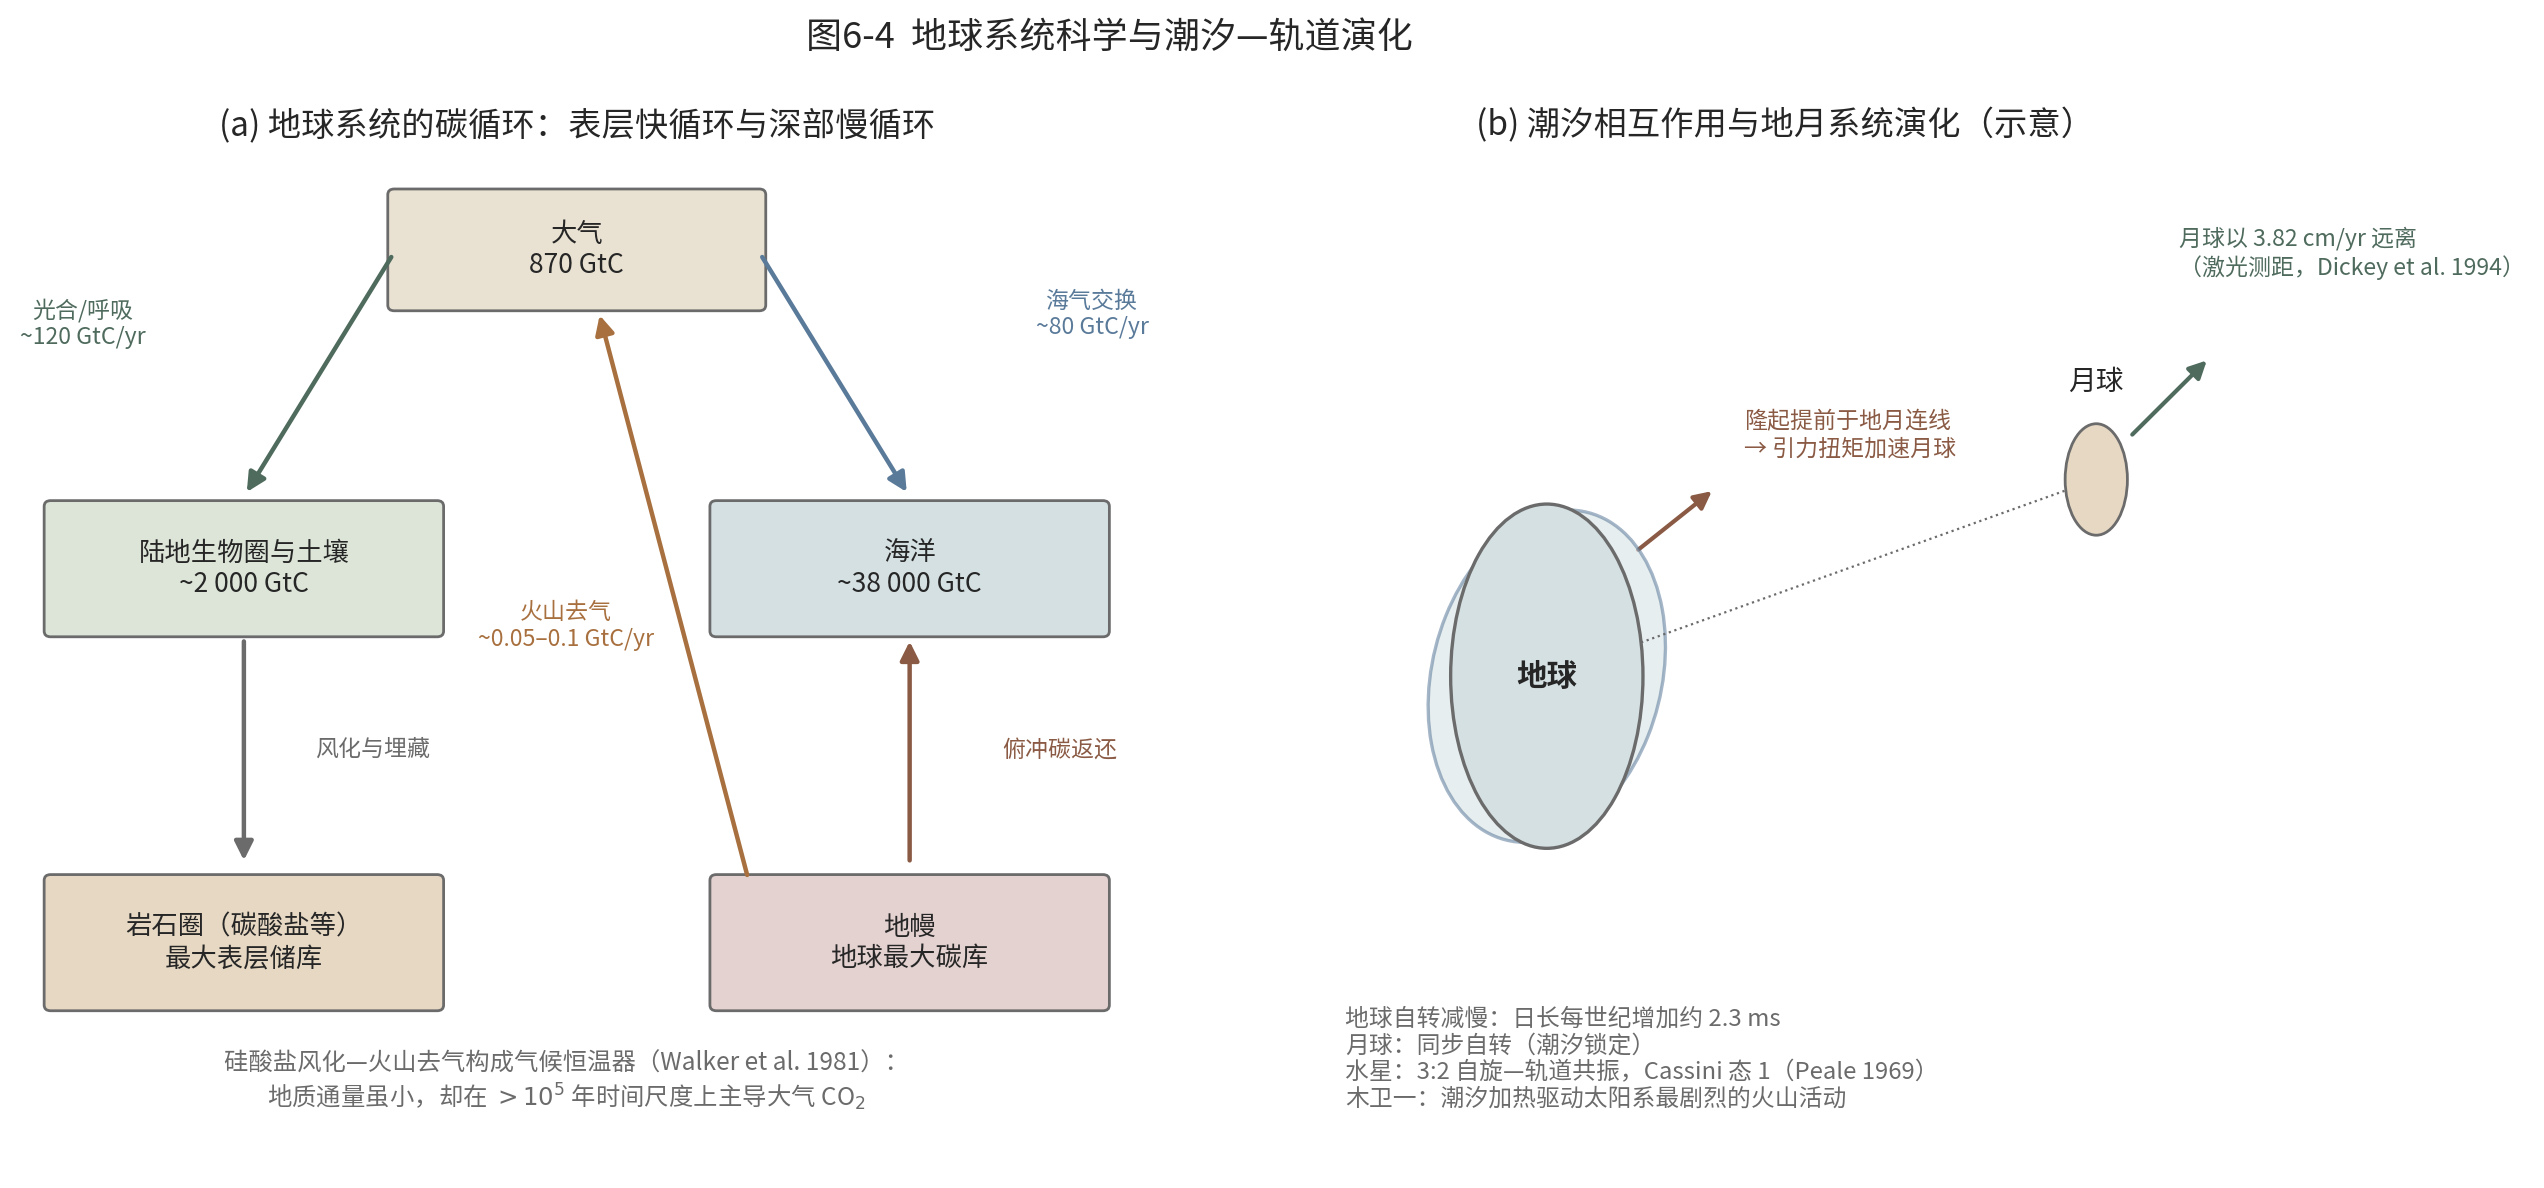 图6-4 地球系统科学与潮汐—轨道演化
(a) 地球系统的碳循环：表层快循环与深部慢循环
大气
870 GtC
光合/呼吸
~120 GtC/yr
海气交换
~80 GtC/yr
陆地生物圈与土壤
~2 000 GtC
海洋
~38 000 GtC
火山去气
~0.05–0.1 GtC/yr
风化与埋藏
俯冲碳返还
岩石圈（碳酸盐等）
最大表层储库
地幔
地球最大碳库
硅酸盐风化—火山去气构成气候恒温器（Walker et al. 1981）：
地质通量虽小，却在 > 10⁵ 年时间尺度上主导大气 CO₂
(b) 潮汐相互作用与地月系统演化（示意）
月球以 3.82 cm/yr 远离
（激光测距，Dickey et al. 1994）
月球
隆起提前于地月连线
→ 引力扭矩加速月球
地球
地球自转减慢：日长每世纪增加约 2.3 ms
月球：同步自转（潮汐锁定）
水星：3:2 自旋—轨道共振，Cassini 态 1（Peale 1969）
木卫一：潮汐加热驱动太阳系最剧烈的火山活动